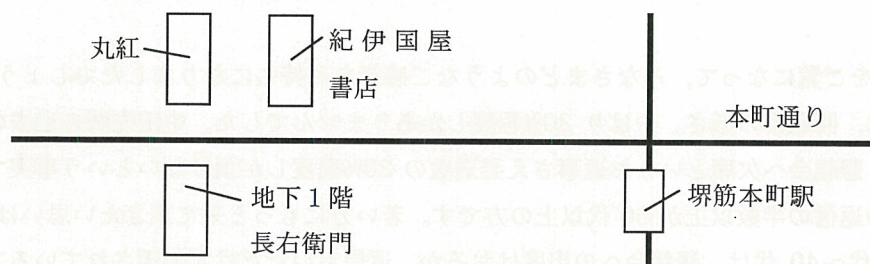 丸紅
紀伊国屋
書店
本町通り
地下1階
長右衛門
堺筋本町駅